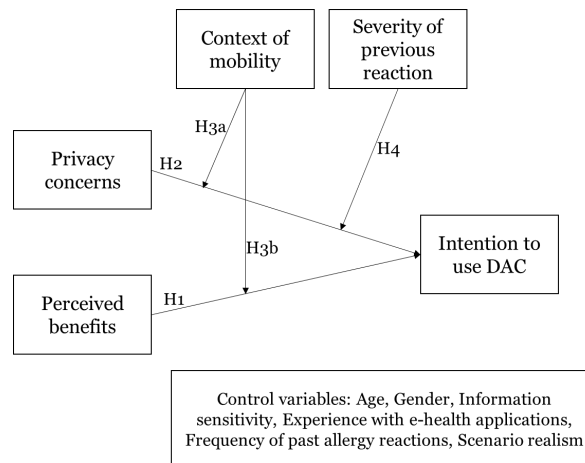 Context of
mobility
Severity of
previous
reaction
H3a
H4
Privacy
concerns
H2
Intention to
use DAC
H3b
Perceived
benefits
H1
Control variables: Age, Gender, Information
sensitivity, Experience with e-health applications,
Frequency of past allergy reactions, Scenario realism